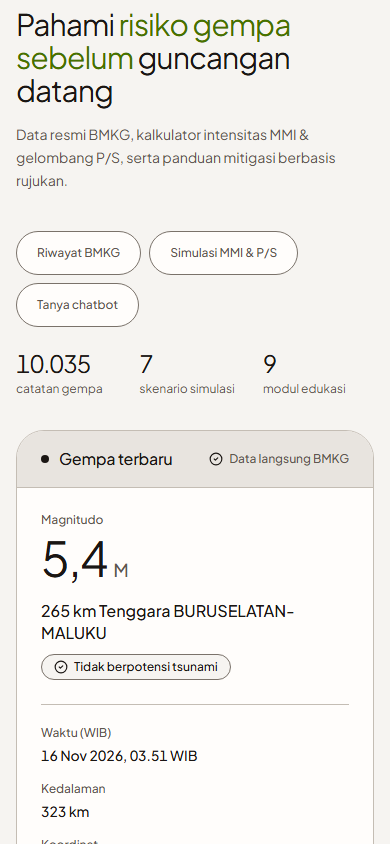 Pahami risiko gempa
sebelum guncangan
datang
Data resmi BMKG, kalkulator intensitas MMI &
gelombang P/S, serta panduan mitigasi berbasis
rujukan.
Riwayat BMKG
Simulasi MMI & P/S
Tanya chatbot
10.035
catatan gempa
7
skenario simulasi
9
modul edukasi
Gempa terbaru
Data langsung BMKG
Magnitudo
5,4 M
265 km Tenggara BURUSELATAN-
MALUKU
Tidak berpotensi tsunami
Waktu (WIB)
16 Nov 2026, 03.51 WIB
Kedalaman
323 km